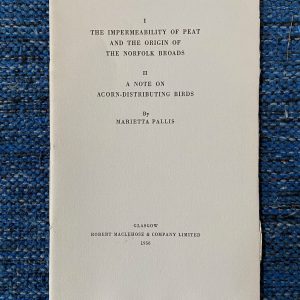 I
THE IMPERMEABILITY OF PEAT
AND THE ORIGIN OF
THE NORFOLK BROADS
II
A NOTE ON
ACORN-DISTRIBUTING BIRDS
By
MARIETTA PALLIS
GLASGOW
ROBERT MACLEHOSE & COMPANY LIMITED
1956